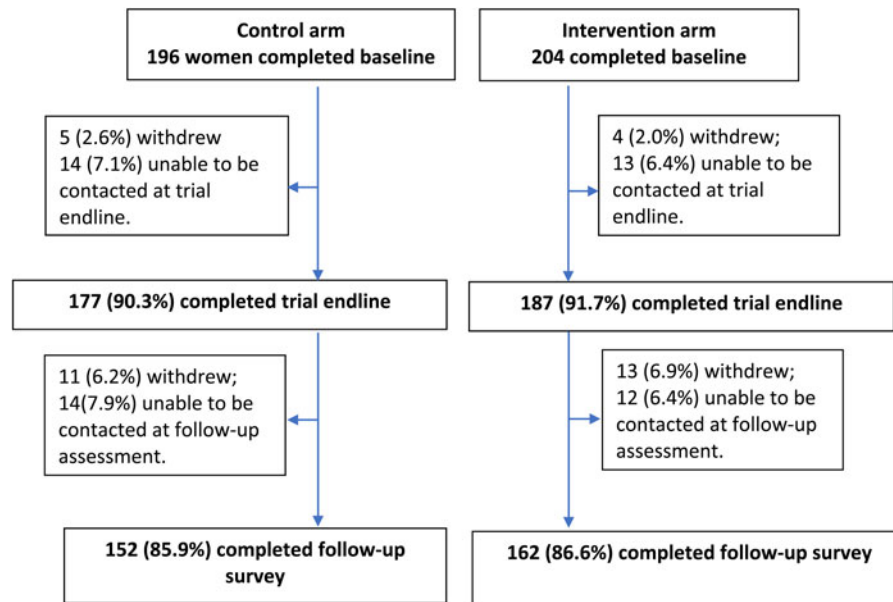 Control arm
196 women completed baseline
Intervention arm
204 completed baseline
5 (2.6%) withdrew
14 (7.1%) unable to be
contacted at trial
endline.
4 (2.0%) withdrew;
13 (6.4%) unable to be
contacted at trial
endline.
177 (90.3%) completed trial endline
187 (91.7%) completed trial endline
11 (6.2%) withdrew;
14(7.9%) unable to be
contacted at follow-up
assessment.
13 (6.9%) withdrew;
12 (6.4%) unable to be
contacted at follow-up
assessment.
152 (85.9%) completed follow-up
survey
162 (86.6%) completed follow-up survey